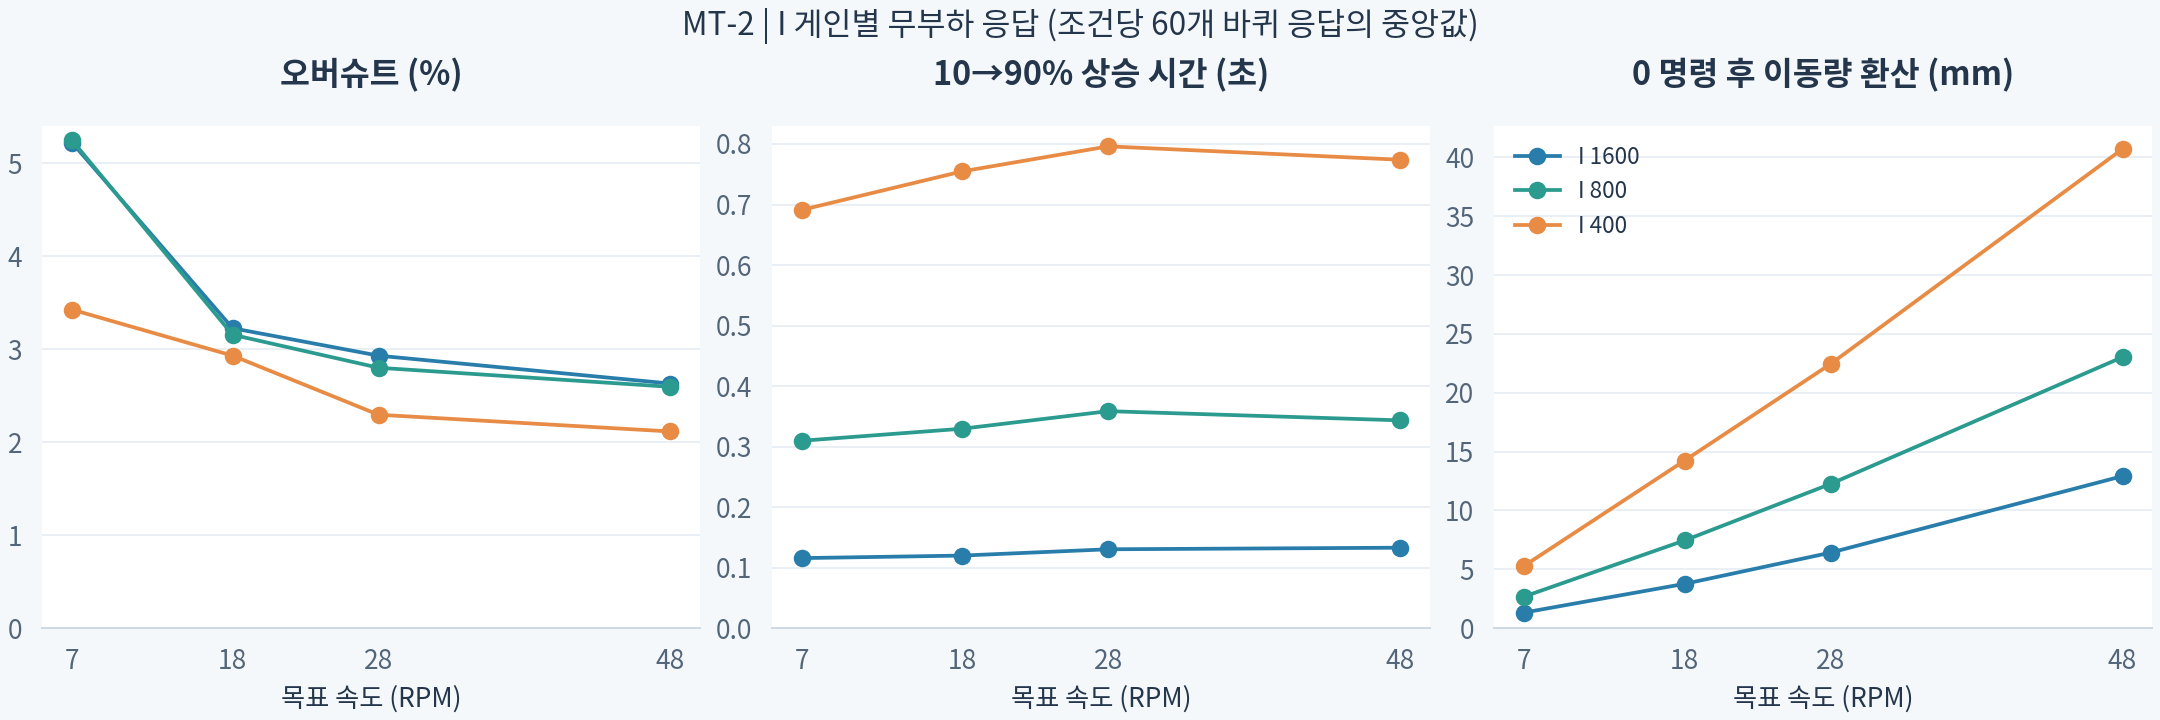 MT-2 | I 게인별 무부하 응답 (조건당 60개 바퀴 응답의 중앙값)
오버슈트 (%)
5
4
3
2
1
0
7 18 28 48
목표 속도 (RPM)
10→90% 상승 시간 (초)
0.8
0.7
0.6
0.5
0.4
0.3
0.2
0.1
0.0
7 18 28 48
목표 속도 (RPM)
0 명령 후 이동량 환산 (mm)
I 1600
I 800
I 400
40
35
30
25
20
15
10
5
0
7 18 28 48
목표 속도 (RPM)